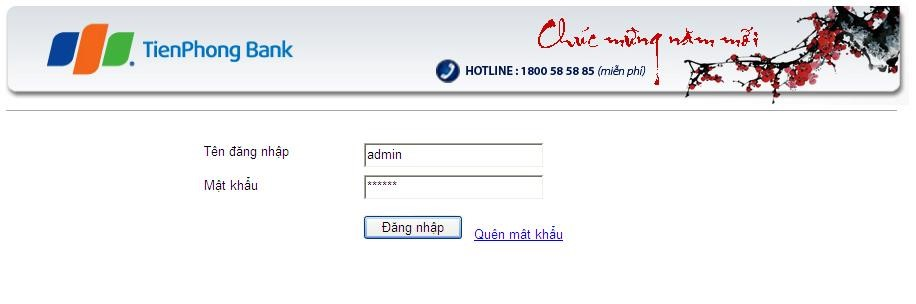 TienPhong Bank
Chúc mừng năm mới
HOTLINE : 1800 58 58 85 (miễn phí)
Tên đăng nhập admin
Mật khẩu ******
Đăng nhập Quên mật khẩu